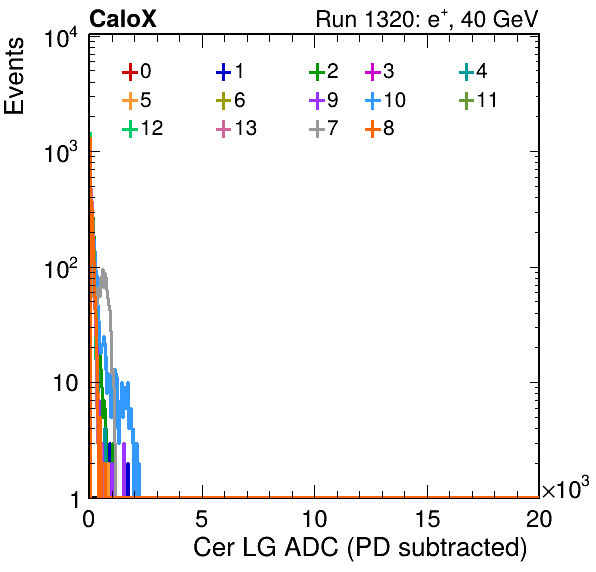 CaloX Run 1320: e⁺, 40 GeV
Events
10⁴
10³
10²
10
1
0 1 2 3 4
5 6 9 10 11
12 13 7 8
0 5 10 15 20
×10³
Cer LG ADC (PD subtracted)